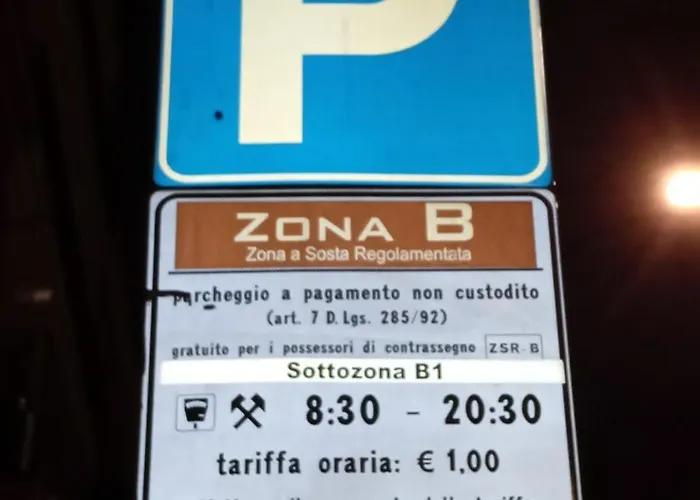 P
ZONA B
Zona a Sosta Regolamentata
parcheggio a pagamento non custodito
(art. 7 D.Lgs. 285/92)
gratuito per i possessori di contrassegno ZSR-B
Sottozona B1
8:30 - 20:30
tariffa oraria: € 1,00